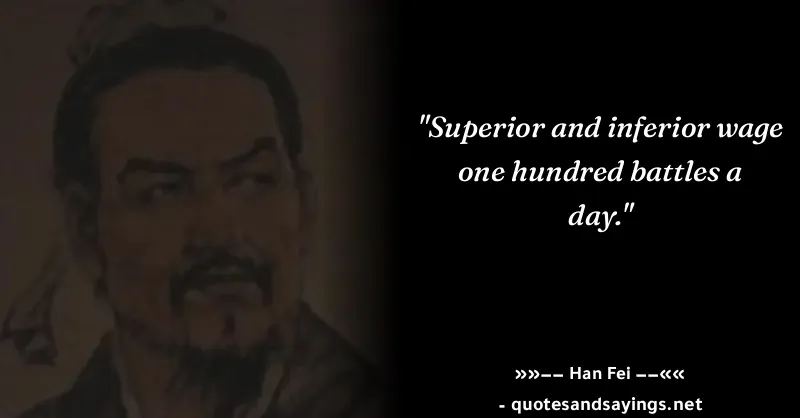 "Superior and inferior wage
one hundred battles a
day."
»»−− Han Fei −−««
- quotesandsayings.net